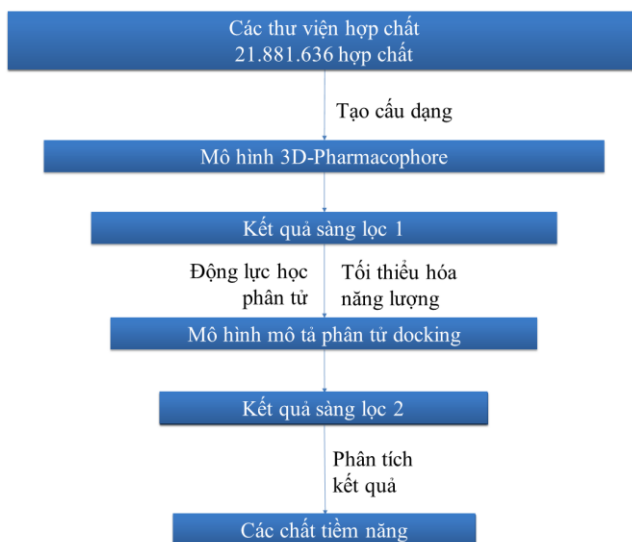 Các thư viện hợp chất
21.881.636 hợp chất
Tạo cấu dạng
Mô hình 3D-Pharmacophore
Kết quả sàng lọc 1
Động lực học
phân tử
Tối thiểu hóa
năng lượng
Mô hình mô tả phân tử docking
Kết quả sàng lọc 2
Phân tích
kết quả
Các chất tiềm năng